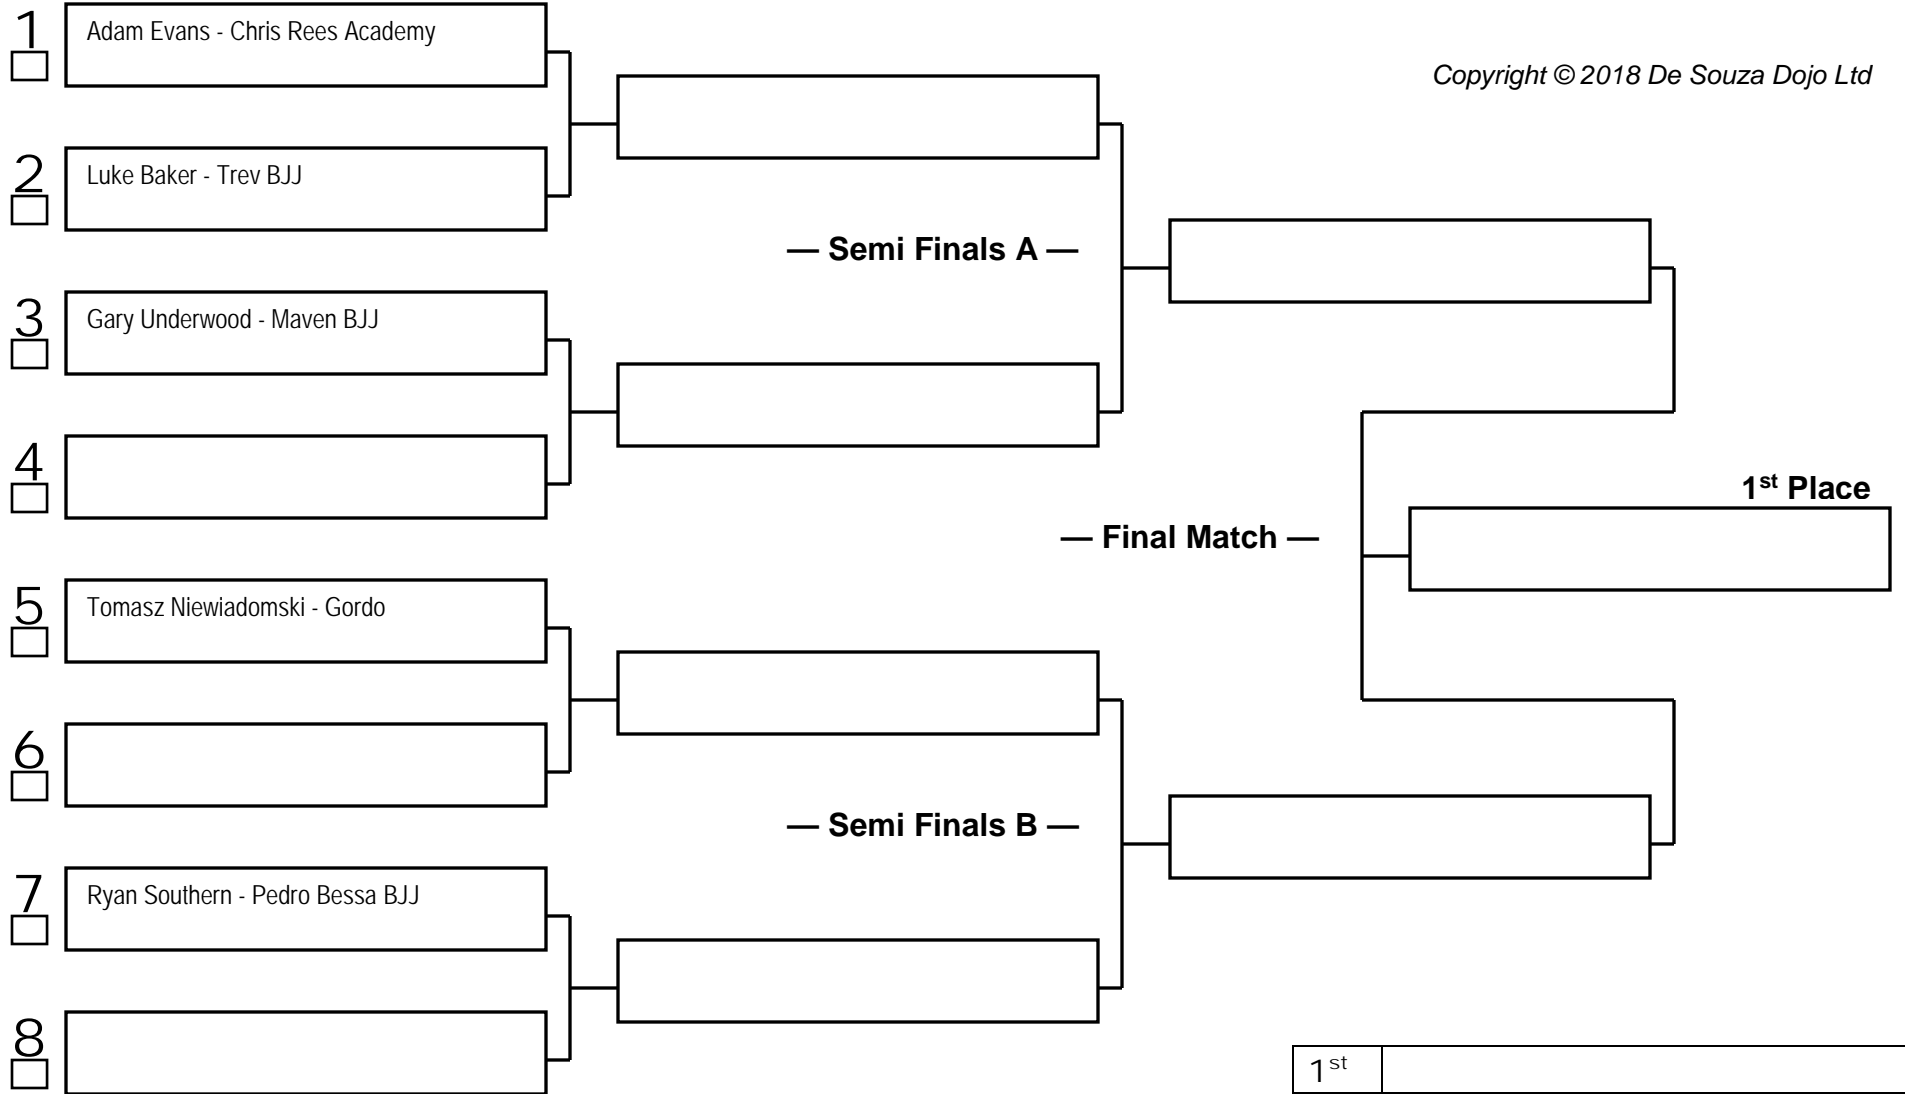 1
Adam Evans - Chris Rees Academy
Copyright © 2018 De Souza Dojo Ltd
2
Luke Baker - Trev BJJ
— Semi Finals A —
3
Gary Underwood - Maven BJJ
4
1st Place
— Final Match —
5
Tomasz Niewiadomski - Gordo
6
— Semi Finals B —
7
Ryan Southern - Pedro Bessa BJJ
8
1st